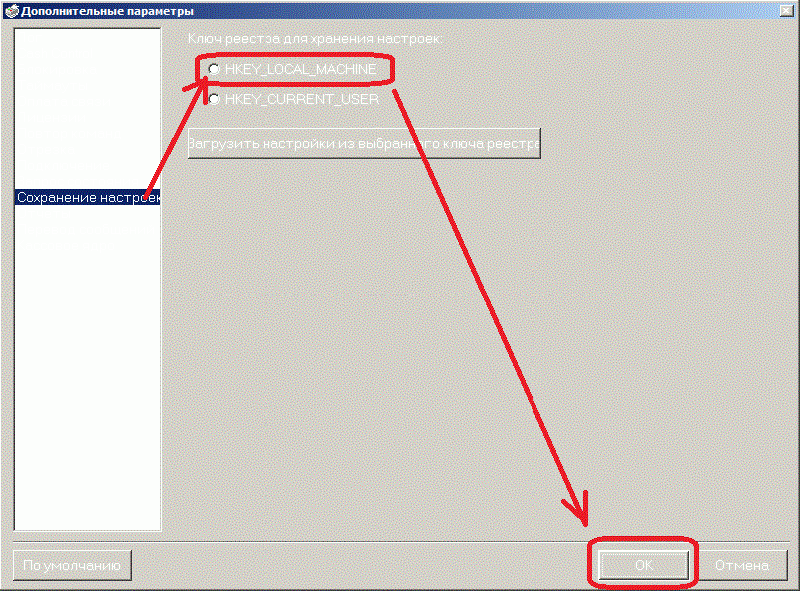 Дополнительные параметры
Ключ реестэа для хранения настроек:
HKEY_LOCAL_MACHINE
HKEY_CURRENT_USER
Загрузить настройки из выбранного ключа реестра
Сохранение настроек
По умолчанию
OK
Отмена